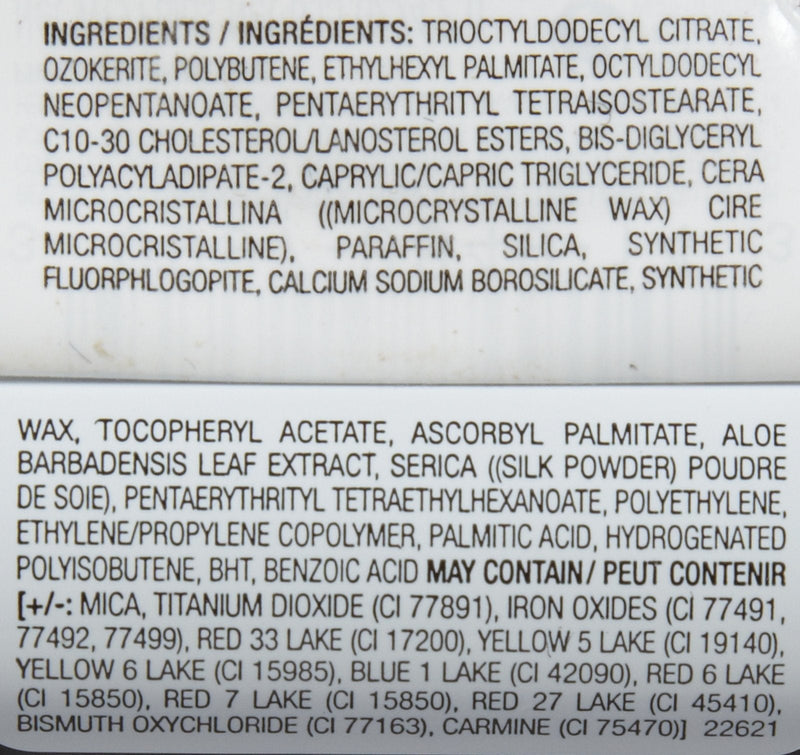 INGREDIENTS / INGRÉDIENTS: TRIOCTYLDODECYL CITRATE,
OZOKERITE, POLYBUTENE, ETHYLHEXYL PALMITATE, OCTYLDODECYL
NEOPENTANOATE, PENTAERYTHRITYL TETRAISOSTEARATE,
C10-30 CHOLESTEROL/LANOSTEROL ESTERS, BIS-DIGLYCERYL
POLYACYLADIPATE-2, CAPRYLIC/CAPRIC TRIGLYCERIDE, CERA
MICROCRISTALLINA ((MICROCRYSTALLINE WAX) CIRE
MICROCRISTALLINE), PARAFFIN, SILICA, SYNTHETIC
FLUORPHLOGOPITE, CALCIUM SODIUM BOROSILICATE, SYNTHETIC
WAX, TOCOPHERYL ACETATE, ASCORBYL PALMITATE, ALOE
BARBADENSIS LEAF EXTRACT, SERICA ((SILK POWDER) POUDRE
DE SOIE), PENTAERYTHRITYL TETRAETHYLHEXANOATE, POLYETHYLENE,
ETHYLENE/PROPYLENE COPOLYMER, PALMITIC ACID, HYDROGENATED
POLYISOBUTENE, BHT, BENZOIC ACID MAY CONTAIN/ PEUT CONTENIR
[+/-: MICA, TITANIUM DIOXIDE (CI 77891), IRON OXIDES (CI 77491,
77492, 77499), RED 33 LAKE (CI 17200), YELLOW 5 LAKE (CI 19140),
YELLOW 6 LAKE (CI 15985), BLUE 1 LAKE (CI 42090), RED 6 LAKE
(CI 15850), RED 7 LAKE (CI 15850), RED 27 LAKE (CI 45410),
BISMUTH OXYCHLORIDE (CI 77163), CARMINE (CI 75470)] 22621